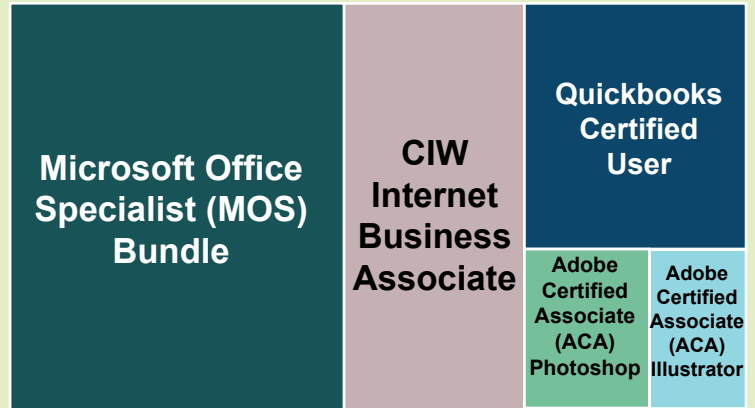 Microsoft Office
Specialist (MOS)
Bundle
CIW
Internet
Business
Associate
Quickbooks
Certified
User
Adobe
Certified
Associate
(ACA)
Photoshop
Adobe
Certified
Associate
(ACA)
Illustrator